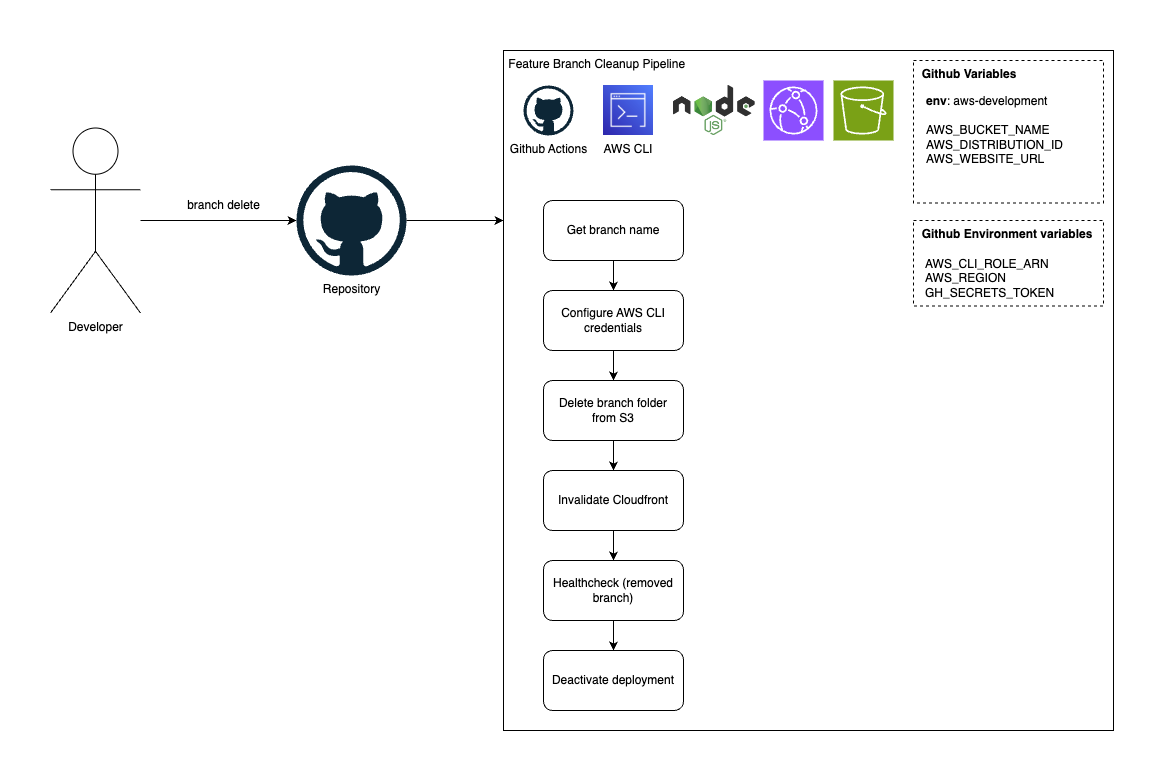 Feature Branch Cleanup Pipeline
Github Actions
AWS CLI
node
JS
Github Variables
env: aws-development
AWS_BUCKET_NAME
AWS_DISTRIBUTION_ID
AWS_WEBSITE_URL
Github Environment variables
AWS_CLI_ROLE_ARN
AWS_REGION
GH_SECRETS_TOKEN
Developer
branch delete
Repository
Get branch name
Configure AWS CLI
credentials
Delete branch folder
from S3
Invalidate Cloudfront
Healthcheck (removed
branch)
Deactivate deployment